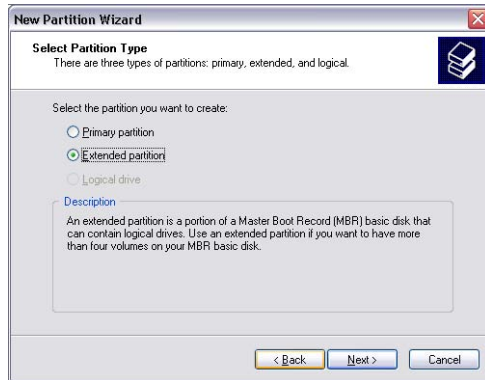 New Partition Wizard
Select Partition Type
There are three types of partitions: primary, extended, and logical.
Select the partition you want to create:
Primary partition
Extended partition
Logical drive
Description
An extended partition is a portion of a Master Boot Record (MBR) basic disk that
can contain logical drives. Use an extended partition if you want to have more
than four volumes on your MBR basic disk.
< Back Next > Cancel